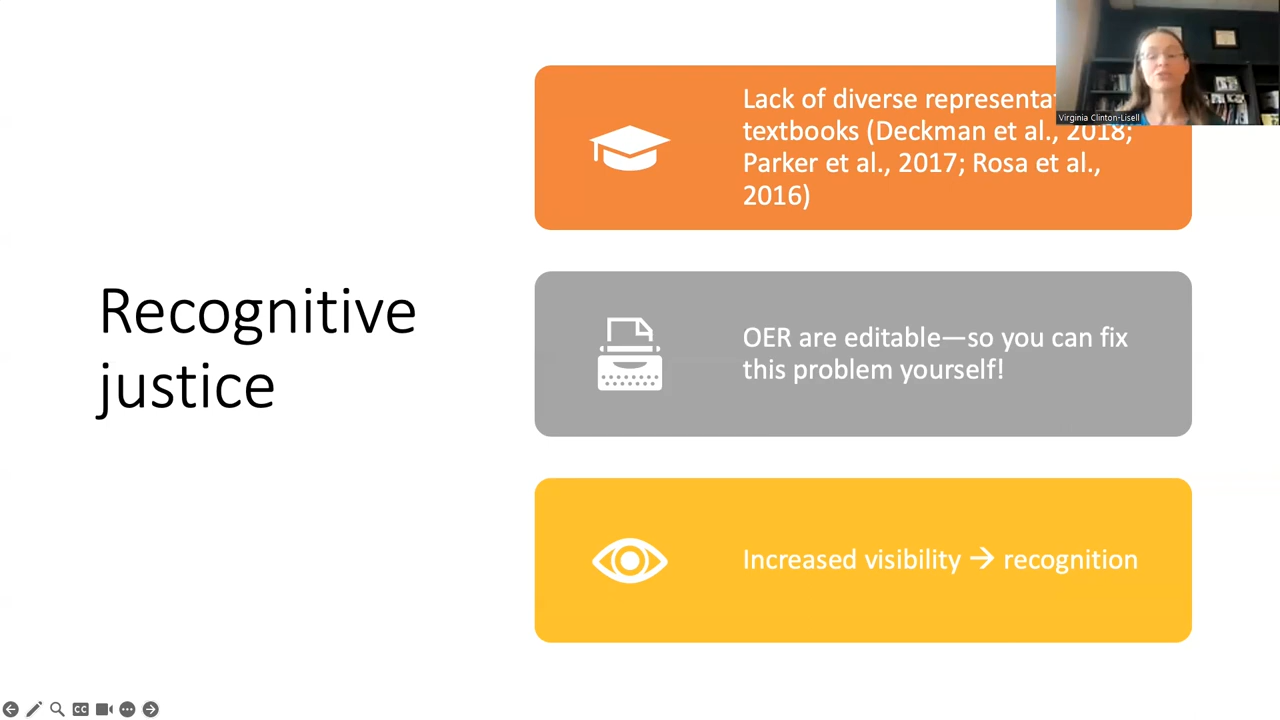 Recognitive
justice
Lack of diverse
textbooks (Deckman et al., 2018;
Parker et al., 2017; Rosa et al.,
2016)
OER are editable—so you can fix
this problem yourself!
Increased visibility → recognition
Virginia Clinton-Lisell
CC